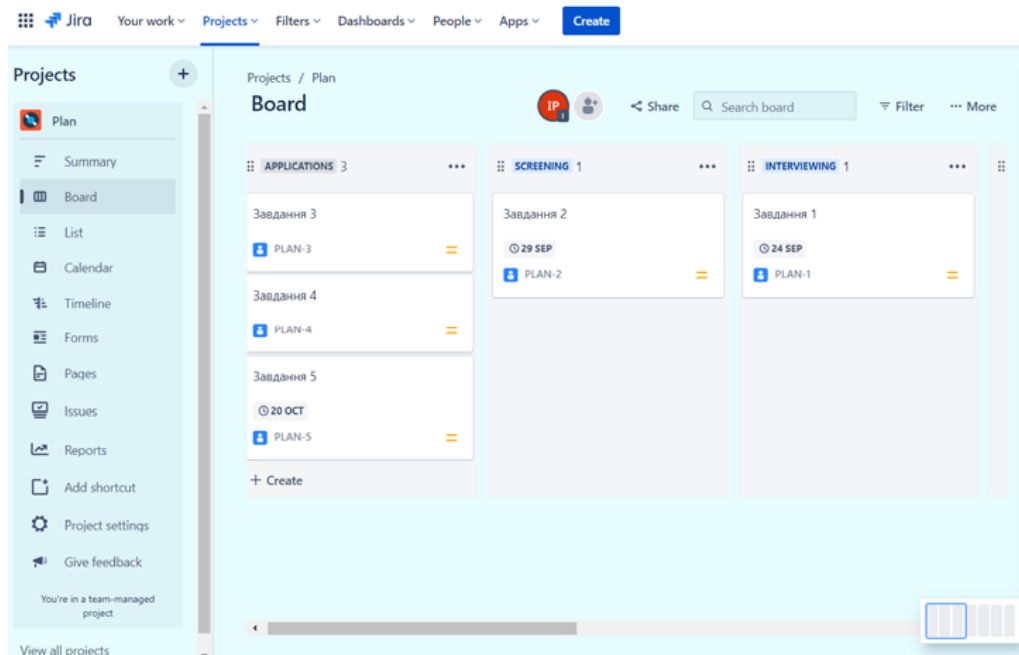 Jira Your work Projects Filters Dashboards People Apps Create
Projects +
Plan
Summary
Board
List
Calendar
Timeline
Forms
Pages
Issues
Reports
Add shortcut
Project settings
Give feedback
You're in a team-managed
project
View all projects
Projects / Plan
Board
IP
Share
Search board
Filter
More
APPLICATIONS 3
Завдання 3
PLAN-3
Завдання 4
PLAN-4
Завдання 5
20 OCT
PLAN-5
+ Create
SCREENING 1
Завдання 2
29 SEP
PLAN-2
INTERVIEWING 1
Завдання 1
24 SEP
PLAN-1